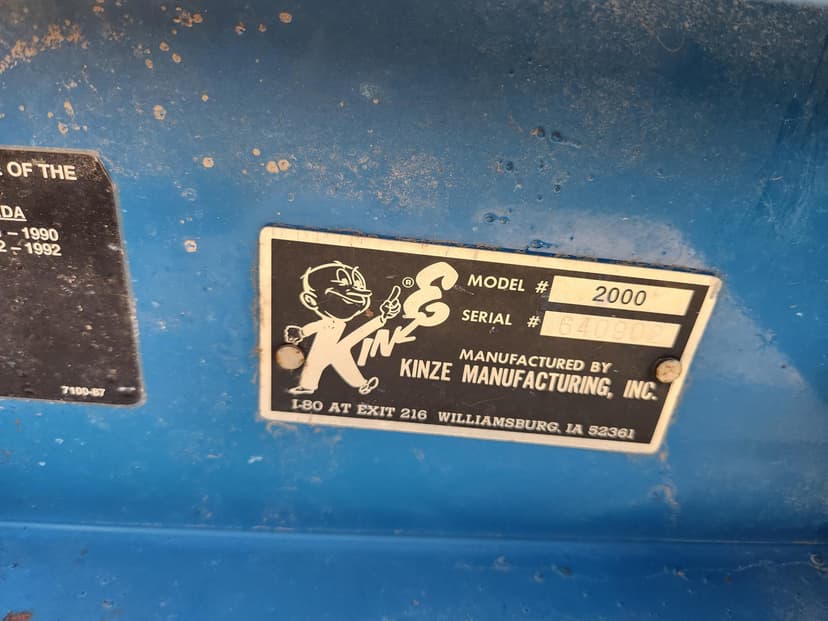 OF THE
DA
– 1990
2 – 1992
7100-87
KINZE ®
MODEL # 2000
SERIAL # 640902
MANUFACTURED BY
KINZE MANUFACTURING, INC.
I-80 AT EXIT 216 WILLIAMSBURG, IA 52361